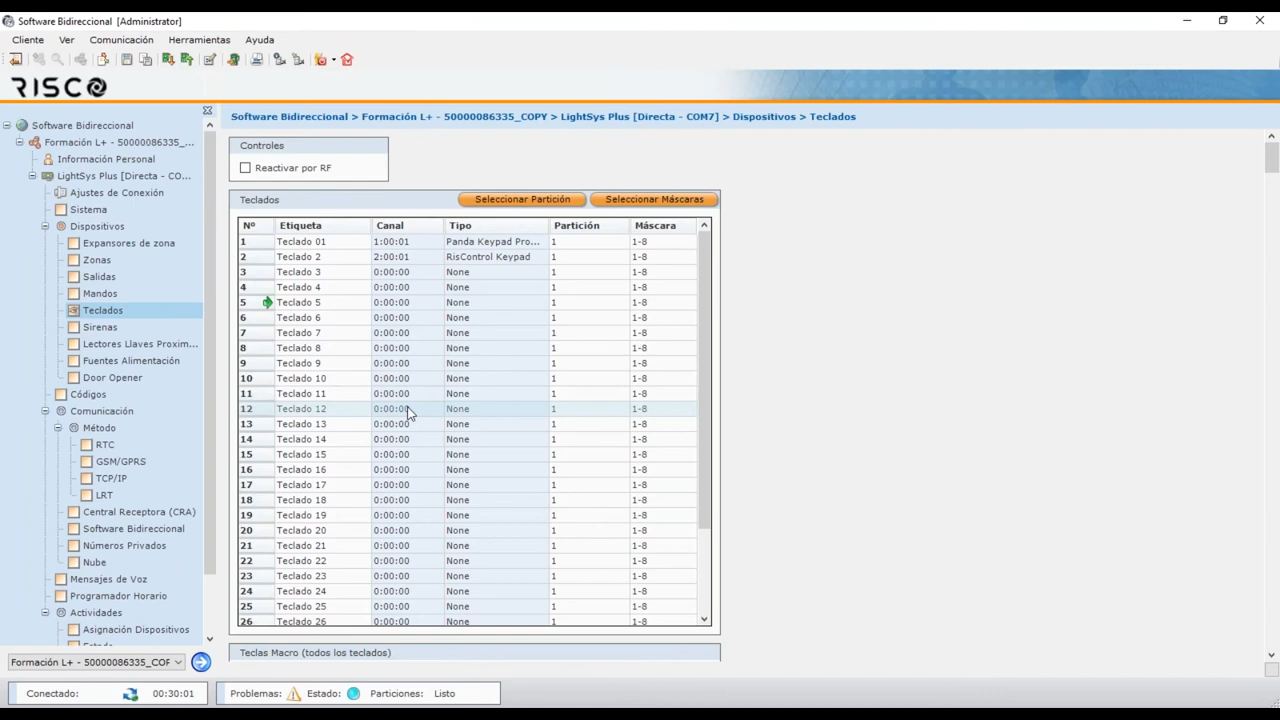 Software Bidireccional [Administrator]
Cliente Ver Comunicación Herramientas Ayuda
RISCO
Software Bidireccional
Formación L+ - 50000086335_...
Información Personal
LightSys Plus [Directa - CO...
Ajustes de Conexión
Sistema
Dispositivos
Expansores de zona
Zonas
Salidas
Mandos
Teclados
Sirenas
Lectores Llaves Proxim...
Fuentes Alimentación
Door Opener
Códigos
Comunicación
Método
RTC
GSM/GPRS
TCP/IP
LRT
Central Receptora (CRA)
Software Bidireccional
Números Privados
Nube
Mensajes de Voz
Programador Horario
Actividades
Asignación Dispositivos
Formación L+ - 50000086335_COP
Software Bidireccional > Formación L+ - 50000086335_COPY > LightSys Plus [Directa - COM7] > Dispositivos > Teclados
Controles
Reactivar por RF
Teclados Seleccionar Partición Seleccionar Máscaras
Nº Etiqueta Canal Tipo Partición Máscara
1 Teclado 01 1:00:01 Panda Keypad Pro... 1 1-8
2 Teclado 2 2:00:01 RisControl Keypad 1 1-8
3 Teclado 3 0:00:00 None 1 1-8
4 Teclado 4 0:00:00 None 1 1-8
5 Teclado 5 0:00:00 None 1 1-8
6 Teclado 6 0:00:00 None 1 1-8
7 Teclado 7 0:00:00 None 1 1-8
8 Teclado 8 0:00:00 None 1 1-8
9 Teclado 9 0:00:00 None 1 1-8
10 Teclado 10 0:00:00 None 1 1-8
11 Teclado 11 0:00:00 None 1 1-8
12 Teclado 12 0:00:00 None 1 1-8
13 Teclado 13 0:00:00 None 1 1-8
14 Teclado 14 0:00:00 None 1 1-8
15 Teclado 15 0:00:00 None 1 1-8
16 Teclado 16 0:00:00 None 1 1-8
17 Teclado 17 0:00:00 None 1 1-8
18 Teclado 18 0:00:00 None 1 1-8
19 Teclado 19 0:00:00 None 1 1-8
20 Teclado 20 0:00:00 None 1 1-8
21 Teclado 21 0:00:00 None 1 1-8
22 Teclado 22 0:00:00 None 1 1-8
23 Teclado 23 0:00:00 None 1 1-8
24 Teclado 24 0:00:00 None 1 1-8
25 Teclado 25 0:00:00 None 1 1-8
26 Teclado 26 0:00:00 None 1 1-8
Teclas Macro (todos los teclados)
Conectado: 00:30:01 Problemas: Estado: Particiones: Listo